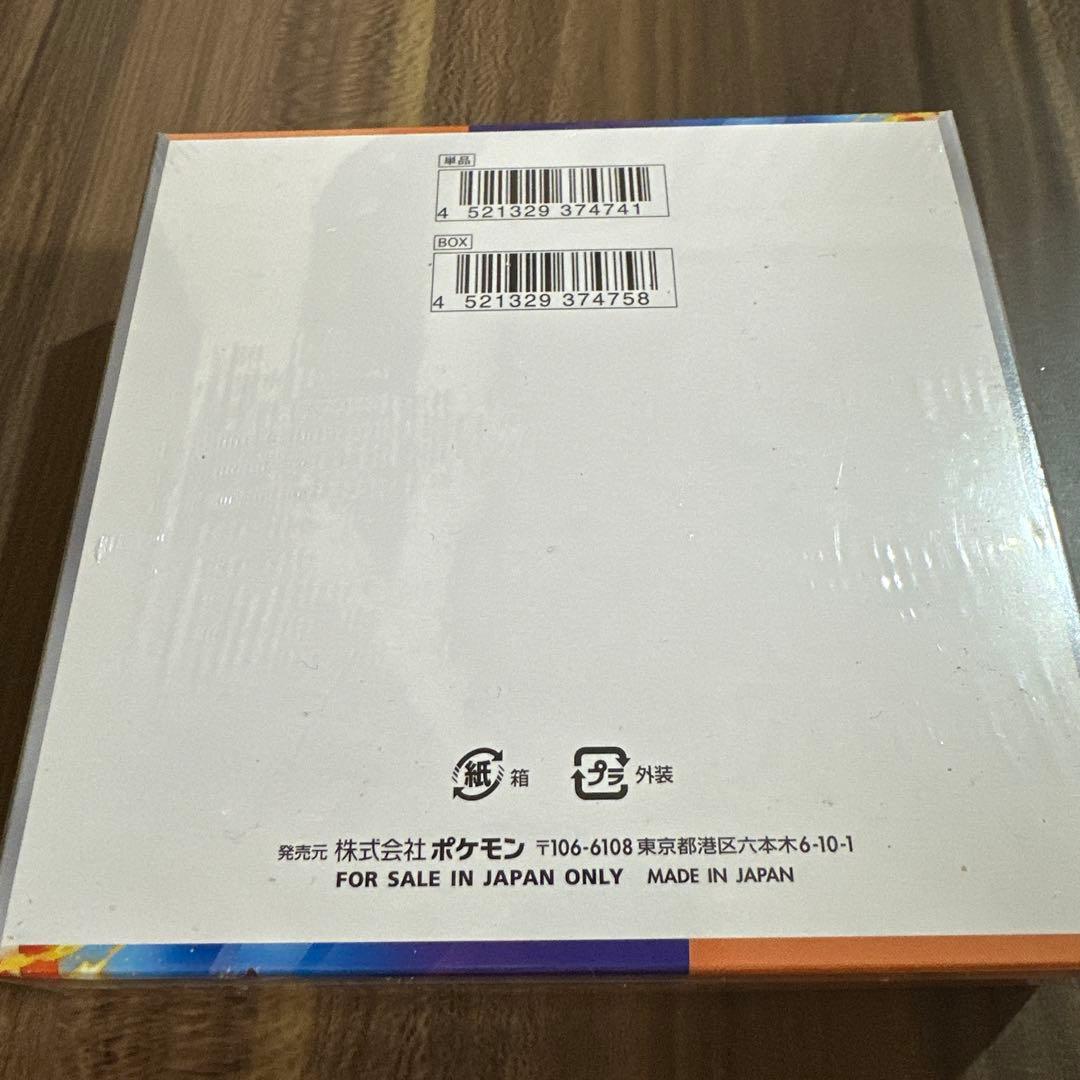 単品
4 521329 374741
BOX
4 521329 374758
紙 箱 プラ 外装
発売元 株式会社 ポケモン 〒106-6108 東京都港区六本木6-10-1
FOR SALE IN JAPAN ONLY MADE IN JAPAN